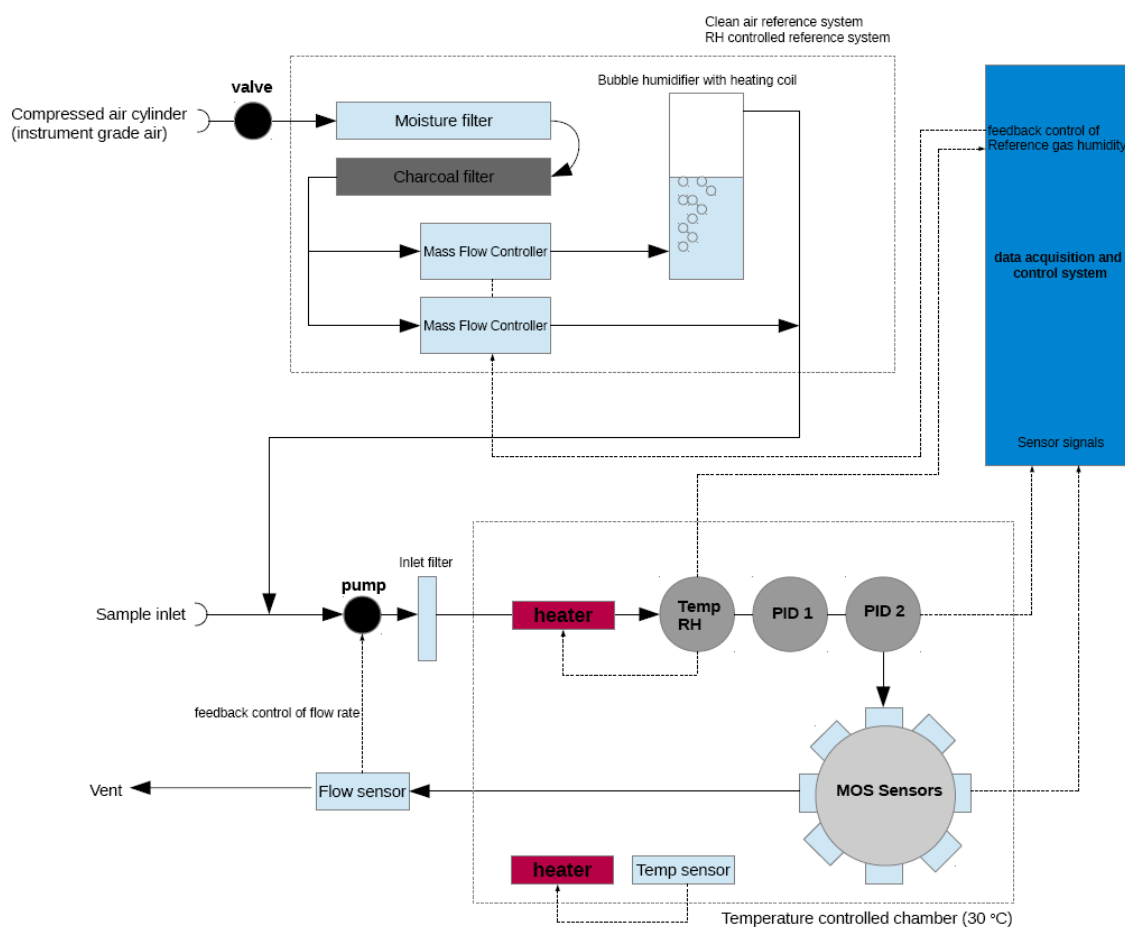 Clean air reference system
RH controlled reference system
Bubble humidifier with heating coil
valve
Compressed air cylinder
(instrument grade air)
Moisture filter
Charcoal filter
Mass Flow Controller
Mass Flow Controller
feedback control of
Reference gas humidity
data acquisition and
control system
Sensor signals
Inlet filter
pump
Sample inlet
heater
Temp
RH
PID 1
PID 2
feedback control of flow rate
Vent
Flow sensor
MOS Sensors
heater
Temp sensor
Temperature controlled chamber (30 °C)